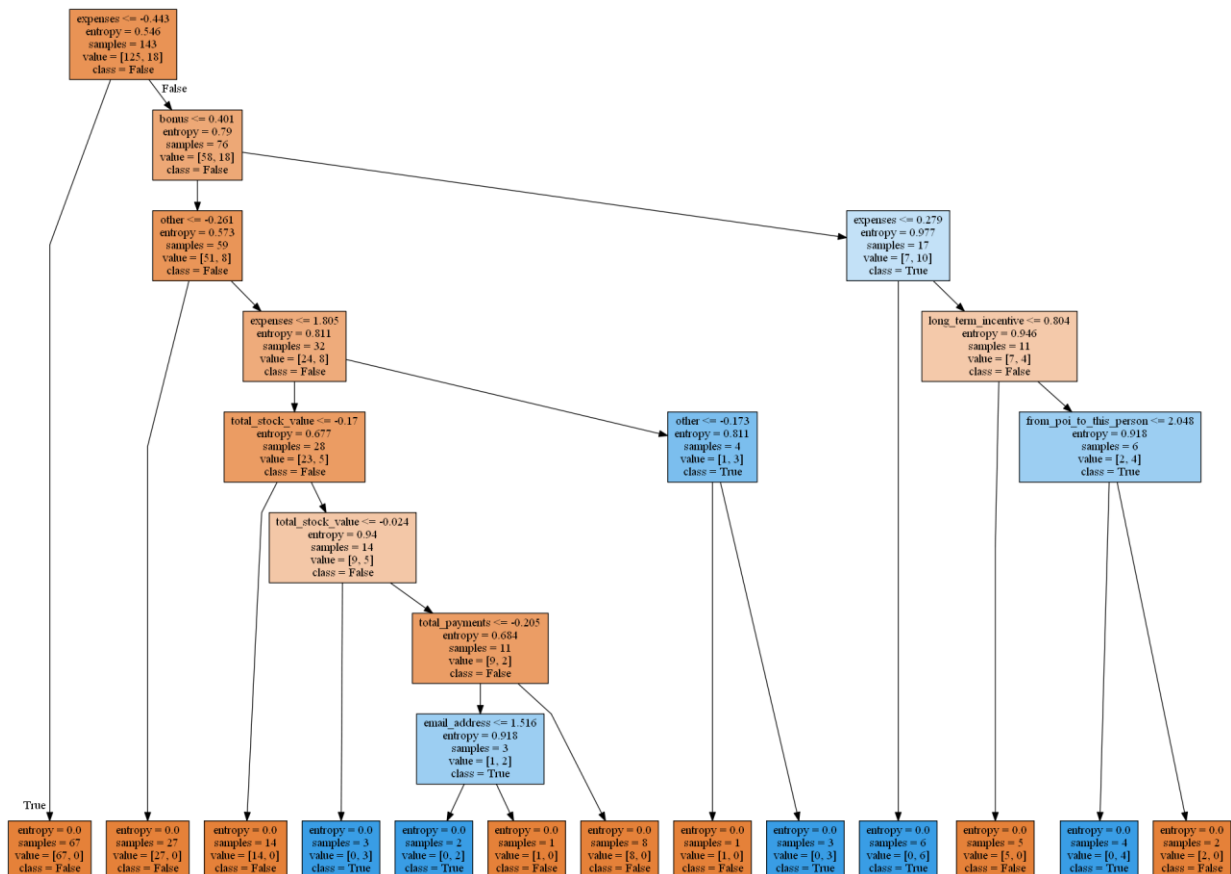 expenses <= -0.443
entropy = 0.546
samples = 143
value = [125, 18]
class = False
False
bonus <= 0.401
entropy = 0.79
samples = 76
value = [58, 18]
class = False
other <= -0.261
entropy = 0.573
samples = 59
value = [51, 8]
class = False
expenses <= 0.279
entropy = 0.977
samples = 17
value = [7, 10]
class = True
expenses <= 1.805
entropy = 0.811
samples = 32
value = [24, 8]
class = False
long_term_incentive <= 0.804
entropy = 0.946
samples = 11
value = [7, 4]
class = False
total_stock_value <= -0.17
entropy = 0.677
samples = 28
value = [23, 5]
class = False
other <= -0.173
entropy = 0.811
samples = 4
value = [1, 3]
class = True
from_poi_to_this_person <= 2.048
entropy = 0.918
samples = 6
value = [2, 4]
class = True
total_stock_value <= -0.024
entropy = 0.94
samples = 14
value = [9, 5]
class = False
total_payments <= -0.205
entropy = 0.684
samples = 11
value = [9, 2]
class = False
email_address <= 1.516
entropy = 0.918
samples = 3
value = [1, 2]
class = True
True
entropy = 0.0
samples = 67
value = [67, 0]
class = False
entropy = 0.0
samples = 27
value = [27, 0]
class = False
entropy = 0.0
samples = 14
value = [14, 0]
class = False
entropy = 0.0
samples = 3
value = [0, 3]
class = True
entropy = 0.0
samples = 2
value = [0, 2]
class = True
entropy = 0.0
samples = 1
value = [1, 0]
class = False
entropy = 0.0
samples = 8
value = [8, 0]
class = False
entropy = 0.0
samples = 1
value = [1, 0]
class = False
entropy = 0.0
samples = 3
value = [0, 3]
class = True
entropy = 0.0
samples = 6
value = [0, 6]
class = True
entropy = 0.0
samples = 5
value = [5, 0]
class = False
entropy = 0.0
samples = 4
value = [0, 4]
class = True
entropy = 0.0
samples = 2
value = [2, 0]
class = False